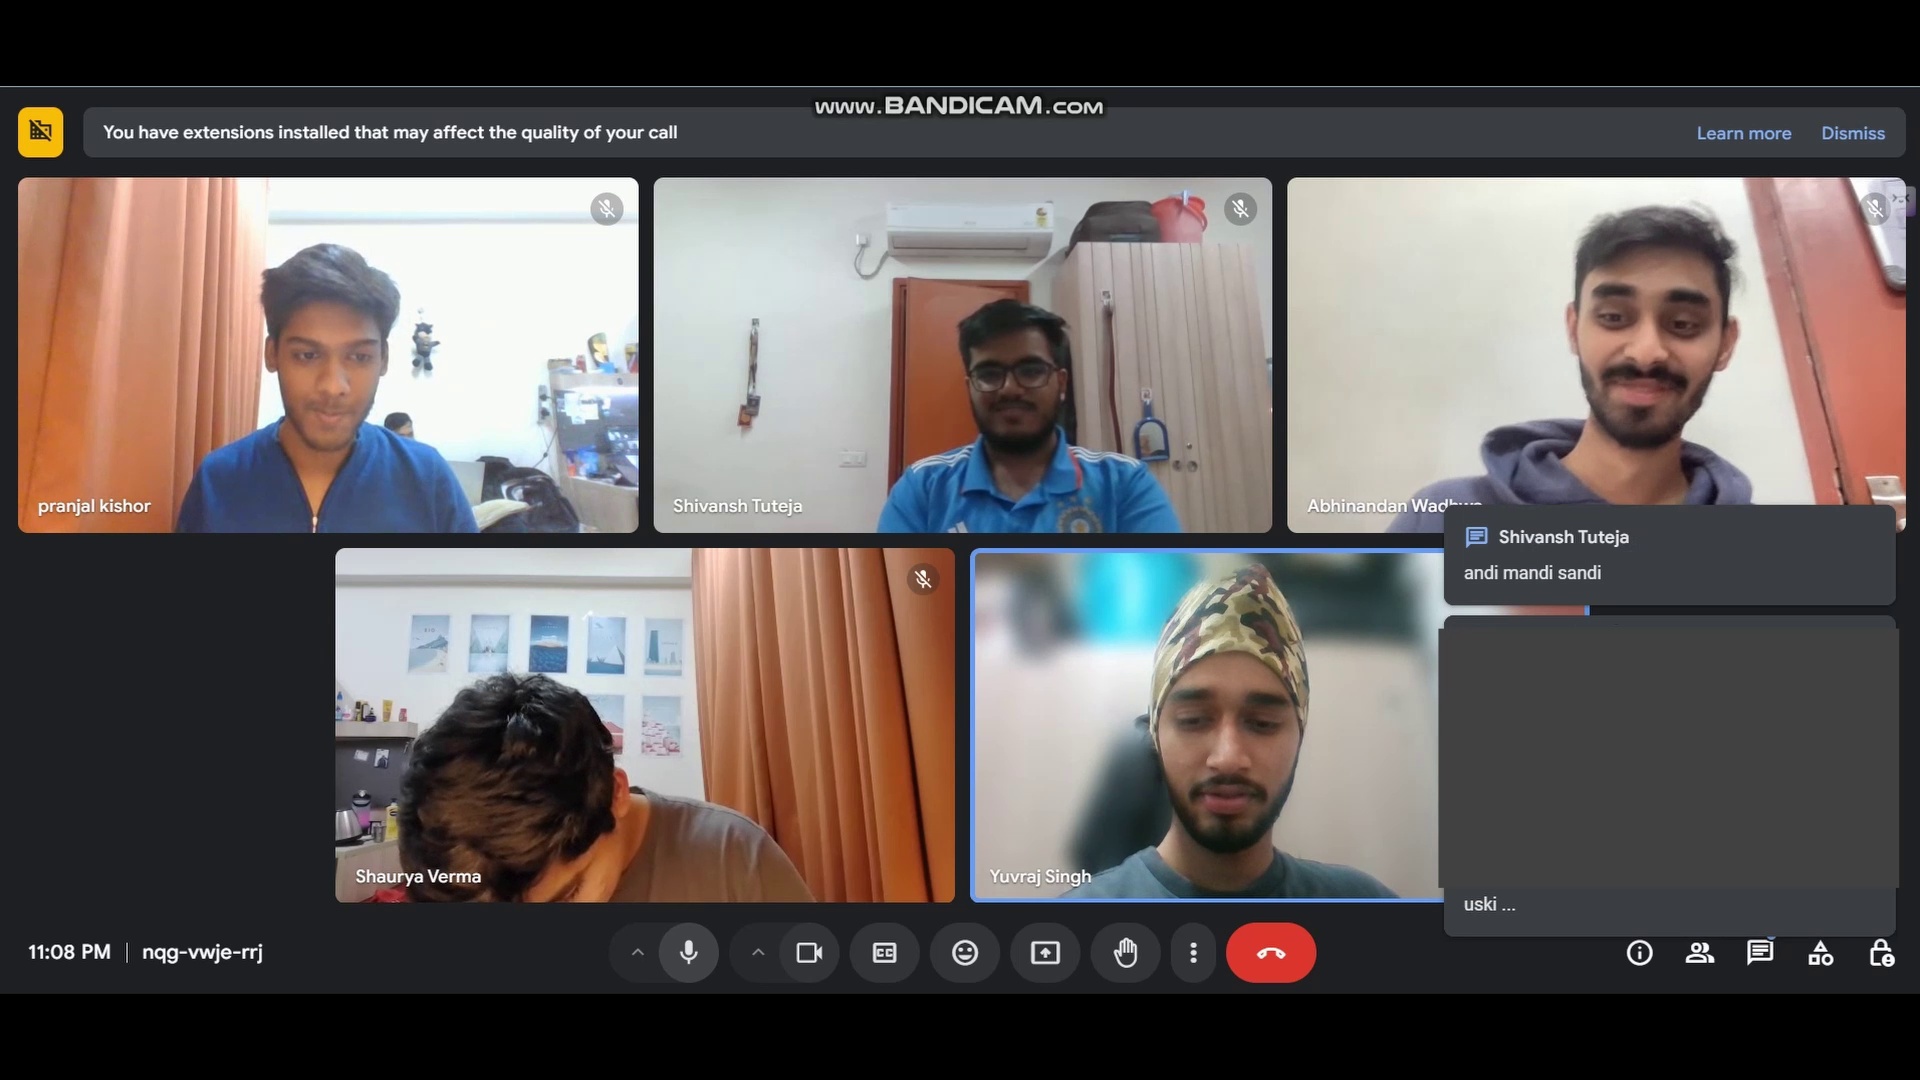 www.BANDICAM.com
You have extensions installed that may affect the quality of your call
Learn more
Dismiss
pranjal kishor
Shivansh Tuteja
Abhinandan Wadhwa
Shivansh Tuteja
andi mandi sandi
Shaurya Verma
Yuvraj Singh
uski ...
11:08 PM
nqg-vwje-rrj